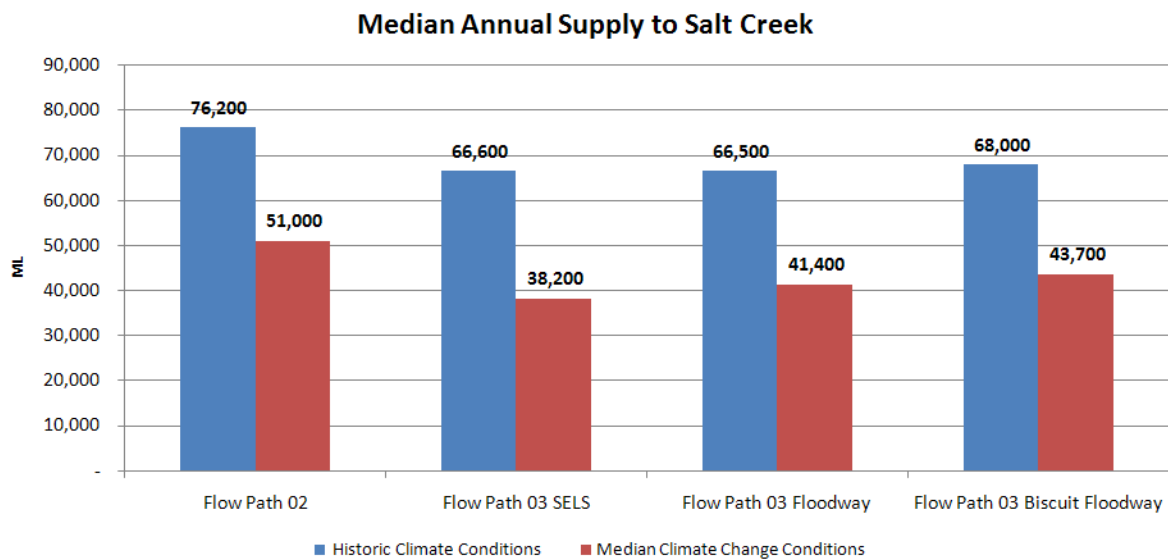 Median Annual Supply to Salt Creek
90,000
80,000
70,000
60,000
50,000
40,000
30,000
20,000
10,000
-
ML
76,200
51,000
66,600
38,200
66,500
41,400
68,000
43,700
Flow Path 02
Flow Path 03 SELS
Flow Path 03 Floodway
Flow Path 03 Biscuit Floodway
Historic Climate Conditions
Median Climate Change Conditions